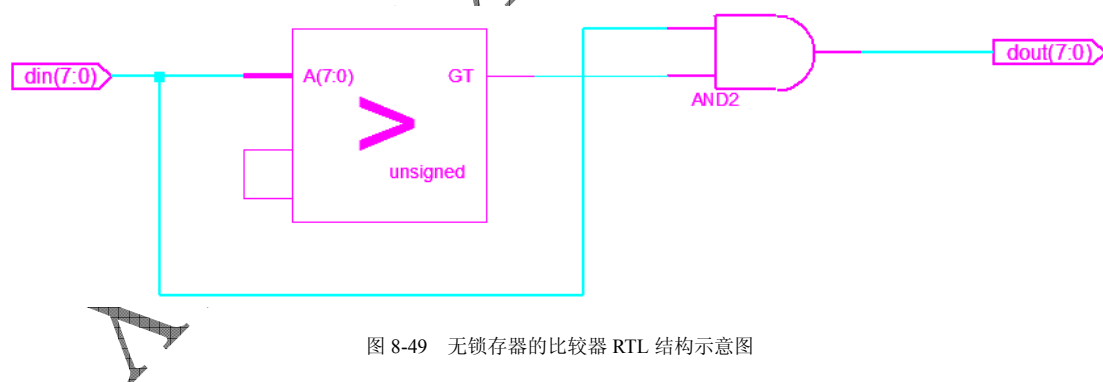 din(7:0)
A(7:0)
GT
>
unsigned
AND2
dout(7:0)
图 8-49 无锁存器的比较器 RTL 结构示意图